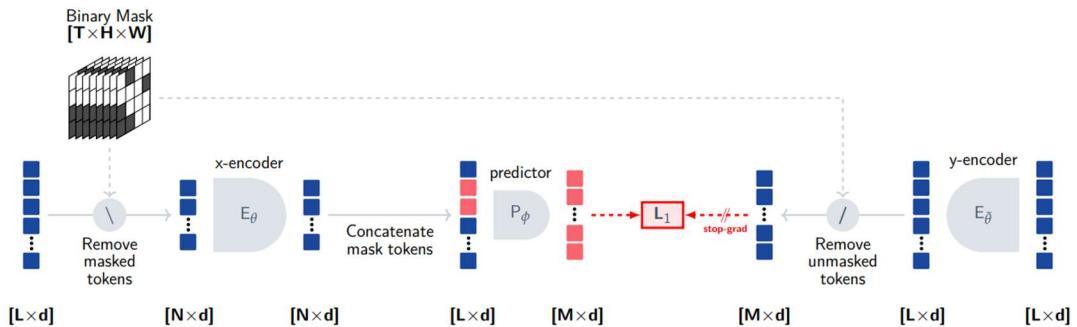 Binary Mask
[T×H×W]
x-encoder
predictor
y-encoder
\
E_θ
P_ϕ
L₁
/
E_θ̄
stop-grad
Remove
masked
tokens
Concatenate
mask tokens
Remove
unmasked
tokens
[L×d]
[N×d]
[N×d]
[L×d]
[M×d]
[M×d]
[L×d]
[L×d]